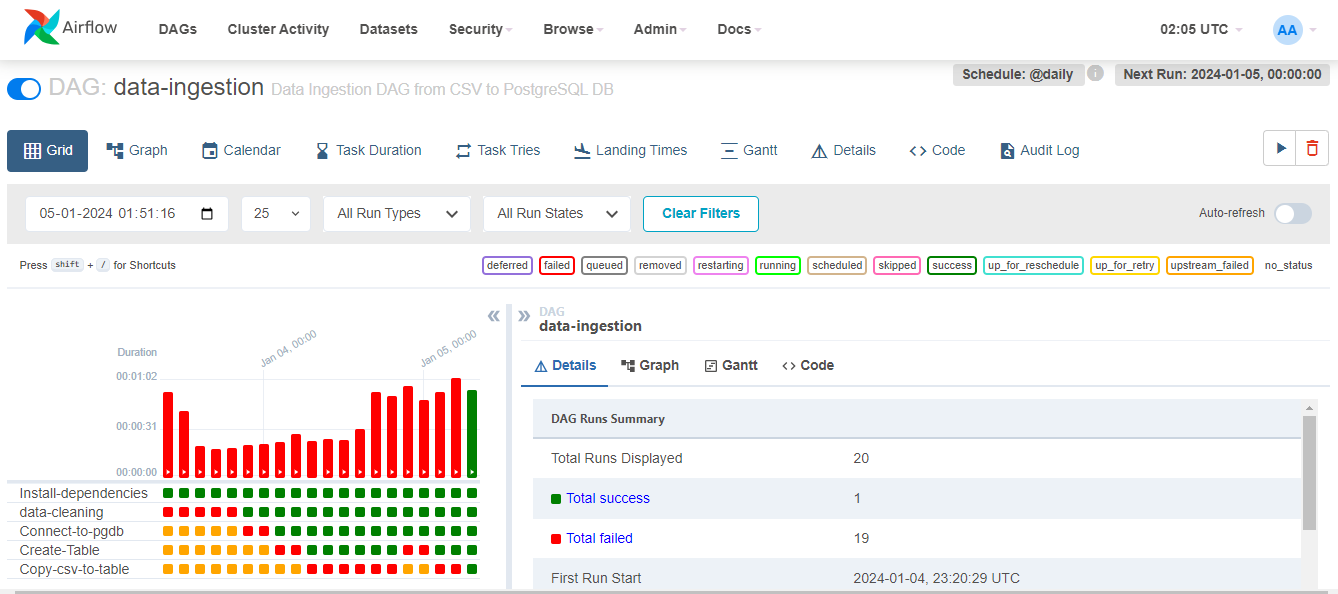 Airflow DAGs Cluster Activity Datasets Security Browse Admin Docs 02:05 UTC AA
DAG: data-ingestion Data Ingestion DAG from CSV to PostgreSQL DB Schedule: @daily i Next Run: 2024-01-05, 00:00:00
Grid Graph Calendar Task Duration Task Tries Landing Times Gantt Details Code Audit Log
05-01-2024 01:51:16 25 All Run Types All Run States Clear Filters Auto-refresh
Press shift + / for Shortcuts deferred failed queued removed restarting running scheduled skipped success up_for_reschedule up_for_retry upstream_failed no_status
DAG
data-ingestion
Jan 04, 00:00 Jan 05, 00:00
Duration
00:01:02
00:00:31
00:00:00
Install-dependencies
data-cleaning
Connect-to-pgdb
Create-Table
Copy-csv-to-table
Details Graph Gantt Code
DAG Runs Summary
Total Runs Displayed 20
Total success 1
Total failed 19
First Run Start 2024-01-04, 23:20:29 UTC